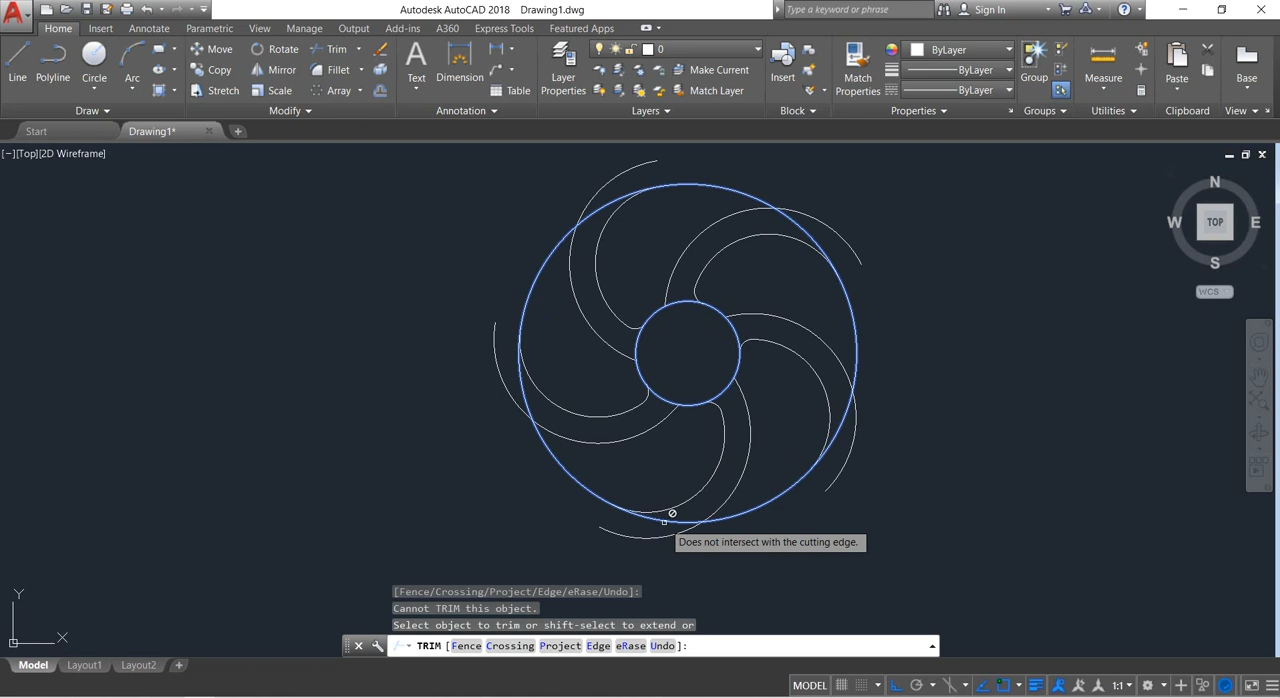 Autodesk AutoCAD 2018 Drawing1.dwg
Type a keyword or phrase
Sign In
Home Insert Annotate Parametric View Manage Output Add-ins A360 Express Tools Featured Apps
Line Polyline Circle Arc
Move Rotate Trim
Copy Mirror Fillet
Stretch Scale Array
Text Dimension Table
Layer Properties
0
Make Current
Match Layer
Insert
Match Properties
ByLayer
ByLayer
ByLayer
Group
Measure
Paste
Base
Draw Modify Annotation Layers Block Properties Groups Utilities Clipboard View
Start Drawing1*
[−][Top][2D Wireframe]
N
W TOP E
S
WCS
Does not intersect with the cutting edge.
Y
X
[Fence/Crossing/Project/Edge/eRase/Undo]:
Cannot TRIM this object.
Select object to trim or shift-select to extend or
TRIM [Fence Crossing Project Edge eRase Undo]:
Model Layout1 Layout2
MODEL 1:1